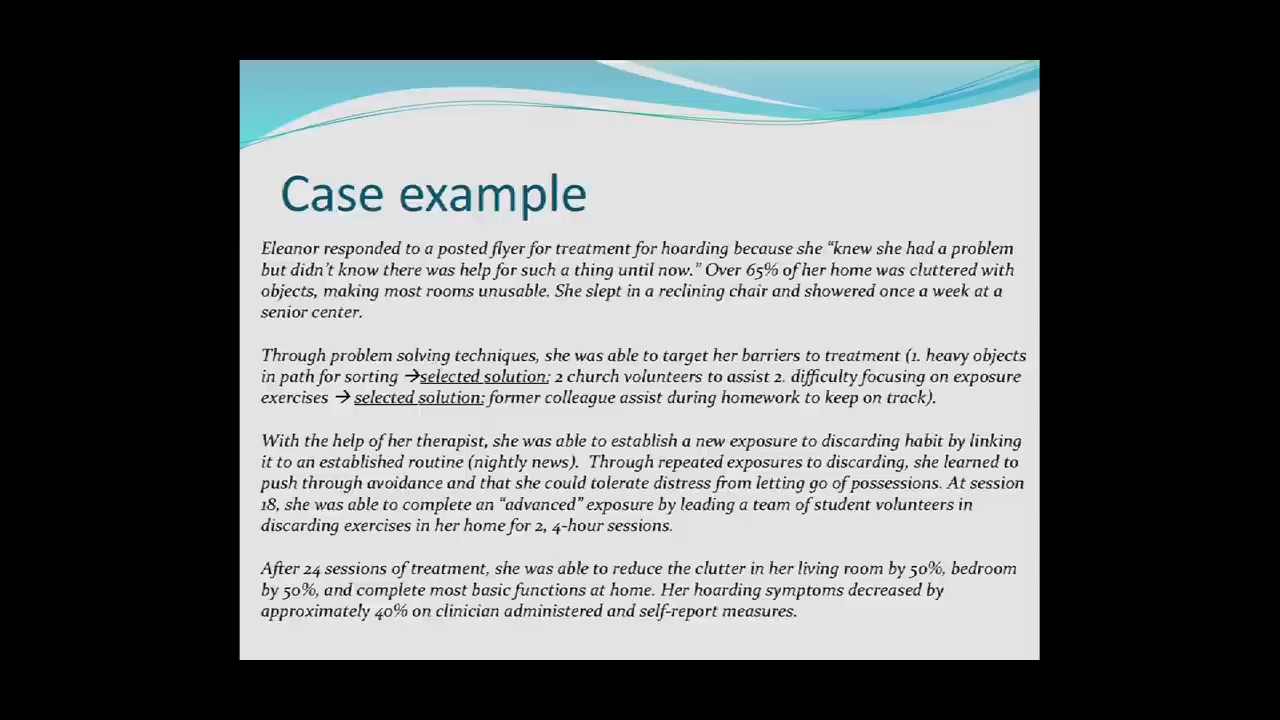 Case example
Eleanor responded to a posted flyer for treatment for hoarding because she “knew she had a problem
but didn’t know there was help for such a thing until now.” Over 65% of her home was cluttered with
objects, making most rooms unusable. She slept in a reclining chair and showered once a week at a
senior center.
Through problem solving techniques, she was able to target her barriers to treatment (1. heavy objects
in path for sorting →selected solution: 2 church volunteers to assist 2. difficulty focusing on exposure
exercises → selected solution: former colleague assist during homework to keep on track).
With the help of her therapist, she was able to establish a new exposure to discarding habit by linking
it to an established routine (nightly news).  Through repeated exposures to discarding, she learned to
push through avoidance and that she could tolerate distress from letting go of possessions. At session
18, she was able to complete an “advanced” exposure by leading a team of student volunteers in
discarding exercises in her home for 2, 4-hour sessions.
After 24 sessions of treatment, she was able to reduce the clutter in her living room by 50%, bedroom
by 50%, and complete most basic functions at home. Her hoarding symptoms decreased by
approximately 40% on clinician administered and self-report measures.